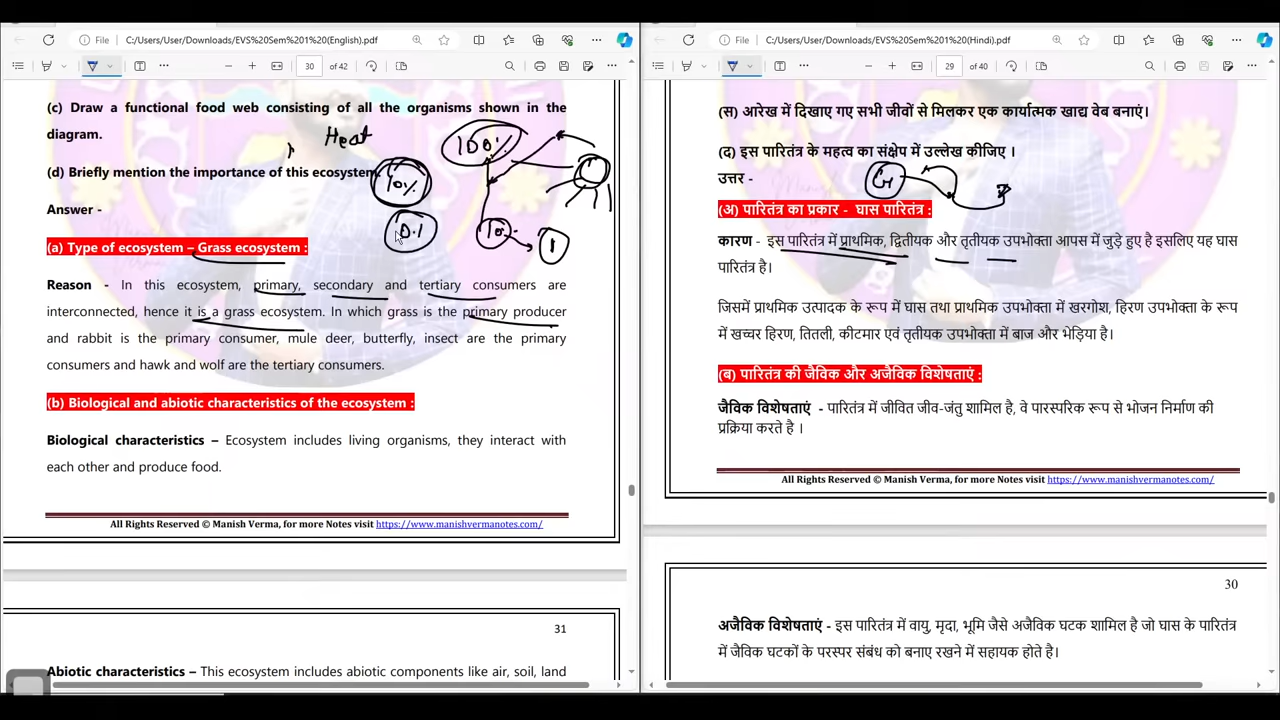 File
C:/Users/User/Downloads/EVS%20Sem%201%20(English).pdf
30 of 42
(c) Draw a functional food web consisting of all the organisms shown in the
diagram.
Heat
100%
10%
(d) Briefly mention the importance of this ecosystem.
Answer -
10
1
(a) Type of ecosystem – Grass ecosystem :
Reason - In this ecosystem, primary, secondary and tertiary consumers are
interconnected, hence it is a grass ecosystem. In which grass is the primary producer
and rabbit is the primary consumer, mule deer, butterfly, insect are the primary
consumers and hawk and wolf are the tertiary consumers.
(b) Biological and abiotic characteristics of the ecosystem :
Biological characteristics – Ecosystem includes living organisms, they interact with
each other and produce food.
All Rights Reserved © Manish Verma, for more Notes visit https://www.manishvermanotes.com/
31
Abiotic characteristics – This ecosystem includes abiotic components like air, soil, land
File
C:/Users/User/Downloads/EVS%20Sem%201%20(Hindi).pdf
29 of 40
(स) आरेख में दिखाए गए सभी जीवों से मिलकर एक कार्यात्मक खाद्य वेब बनाएं।
(द) इस पारितंत्र के महत्व का संक्षेप में उल्लेख कीजिए ।
उत्तर -
(अ) पारितंत्र का प्रकार - घास पारितंत्र :
कारण - इस पारितंत्र में प्राथमिक, द्वितीयक और तृतीयक उपभोक्ता आपस में जुड़े हुए है इसलिए यह घास
पारितंत्र है।
जिसमें प्राथमिक उत्पादक के रूप में घास तथा प्राथमिक उपभोक्ता में खरगोश, हिरण उपभोक्ता के रूप
में खच्चर हिरण, तितली, कीटमार एवं तृतीयक उपभोक्ता में बाज और भेड़िया है।
(ब) पारितंत्र की जैविक और अजैविक विशेषताएं :
जैविक विशेषताएं - पारितंत्र में जीवित जीव-जंतु शामिल है, वे पारस्परिक रूप से भोजन निर्माण की
प्रक्रिया करते है ।
All Rights Reserved © Manish Verma, for more Notes visit https://www.manishvermanotes.com/
30
अजैविक विशेषताएं - इस पारितंत्र में वायु, मृदा, भूमि जैसे अजैविक घटक शामिल है जो घास के पारितंत्र
में जैविक घटकों के परस्पर संबंध को बनाए रखने में सहायक होते है।